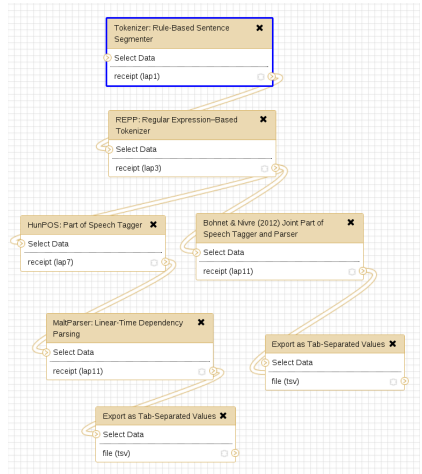 Tokenizer: Rule-Based Sentence
Segmenter
Select Data
receipt (lap1)
REPP: Regular Expression-Based
Tokenizer
Select Data
receipt (lap3)
HunPOS: Part of Speech Tagger
Select Data
receipt (lap7)
Bohnet & Nivre (2012) Joint Part of
Speech Tagger and Parser
Select Data
receipt (lap11)
MaltParser: Linear-Time Dependency
Parsing
Select Data
receipt (lap11)
Export as Tab-Separated Values
Select Data
file (tsv)
Export as Tab-Separated Values
Select Data
file (tsv)